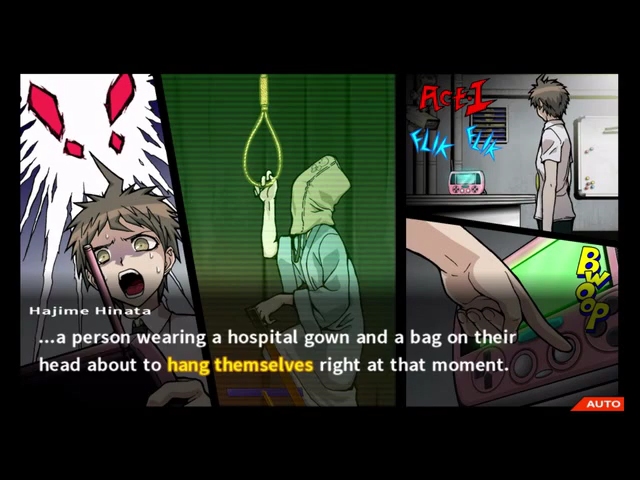 Act.1
FLIK
FLIK
BWOOP
Hajime Hinata
...a person wearing a hospital gown and a bag on their
head about to hang themselves right at that moment.
AUTO